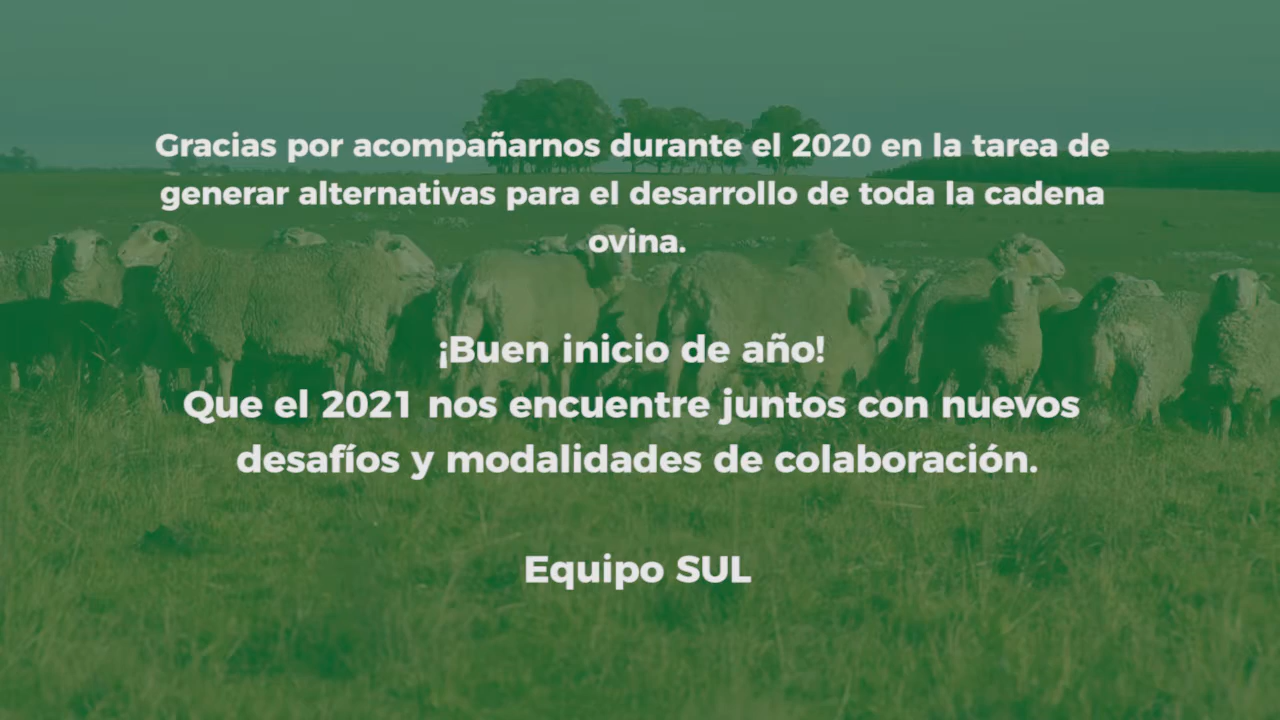 Gracias por acompañarnos durante el 2020 en la tarea de
generar alternativas para el desarrollo de toda la cadena
ovina.
¡Buen inicio de año!
Que el 2021 nos encuentre juntos con nuevos
desafíos y modalidades de colaboración.
Equipo SUL